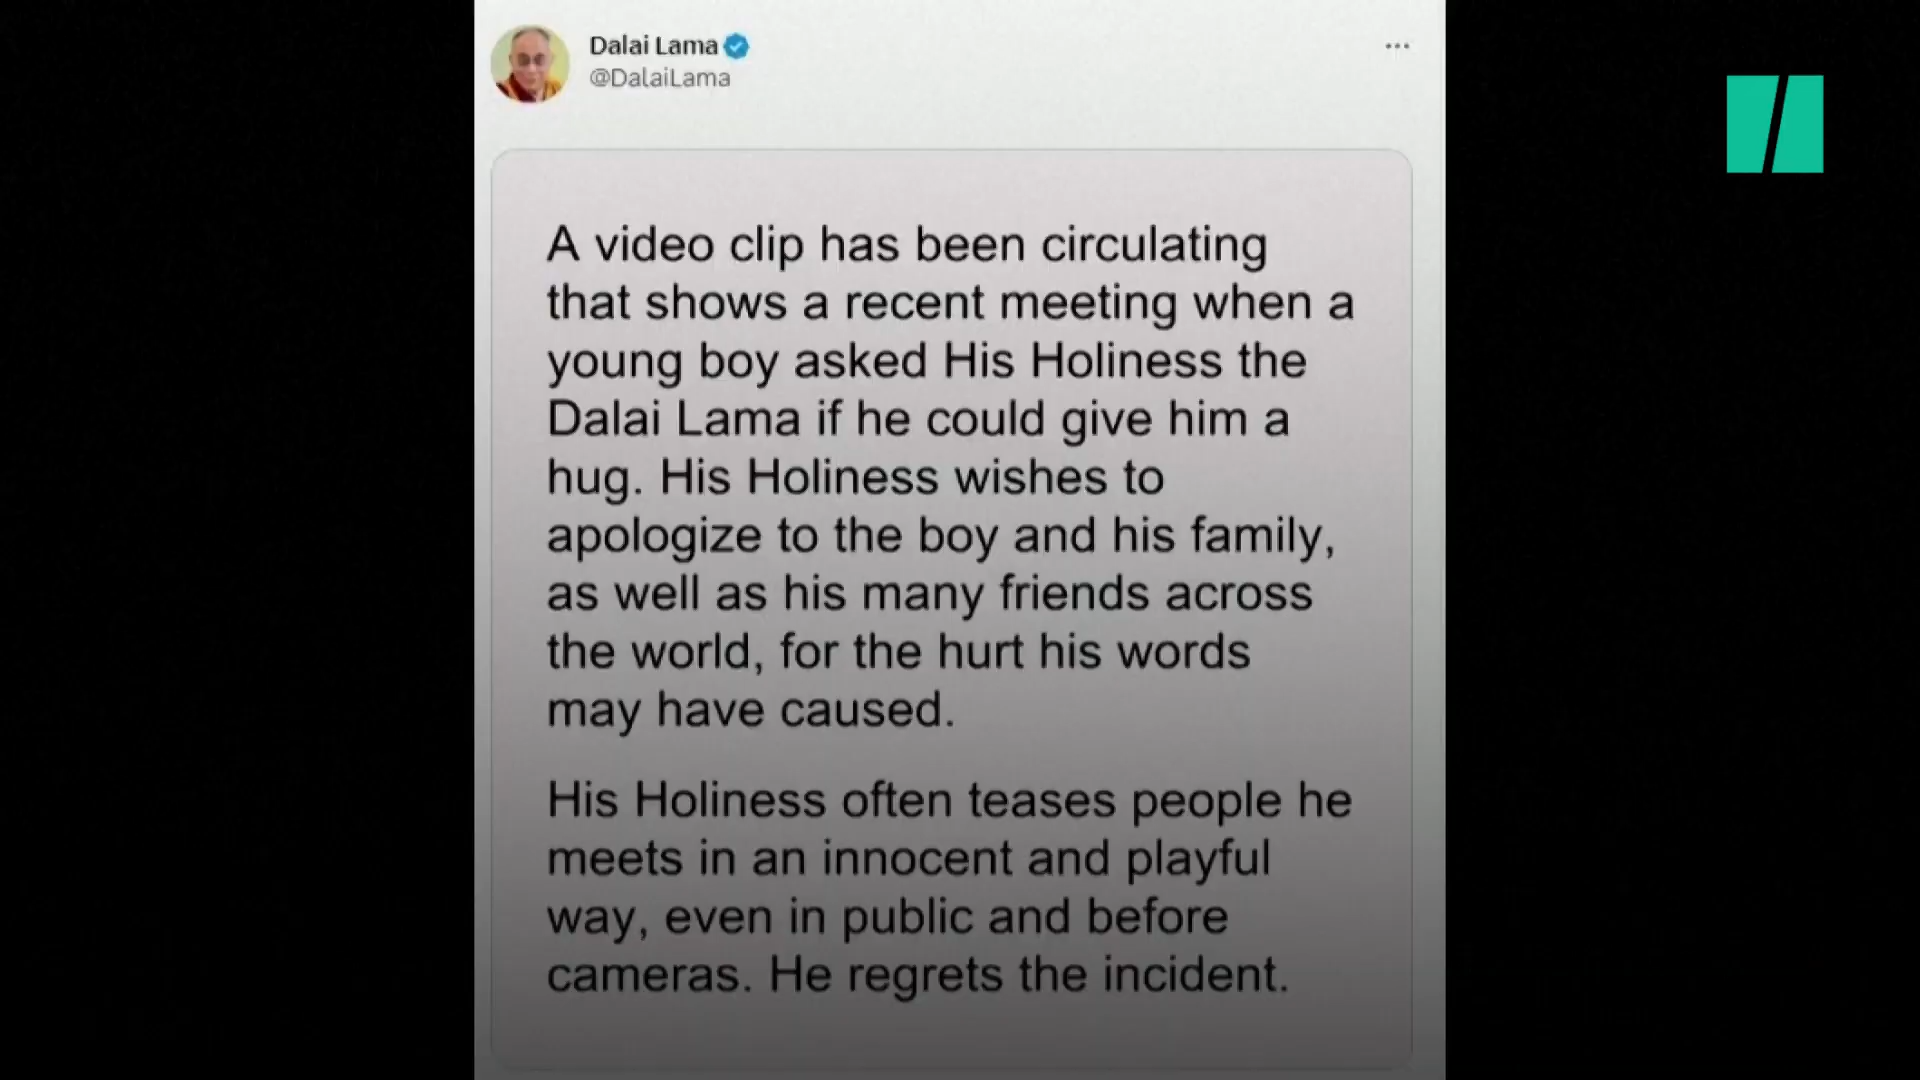 Dalai Lama
@DalaiLama
A video clip has been circulating
that shows a recent meeting when a
young boy asked His Holiness the
Dalai Lama if he could give him a
hug. His Holiness wishes to
apologize to the boy and his family,
as well as his many friends across
the world, for the hurt his words
may have caused.
His Holiness often teases people he
meets in an innocent and playful
way, even in public and before
cameras. He regrets the incident.